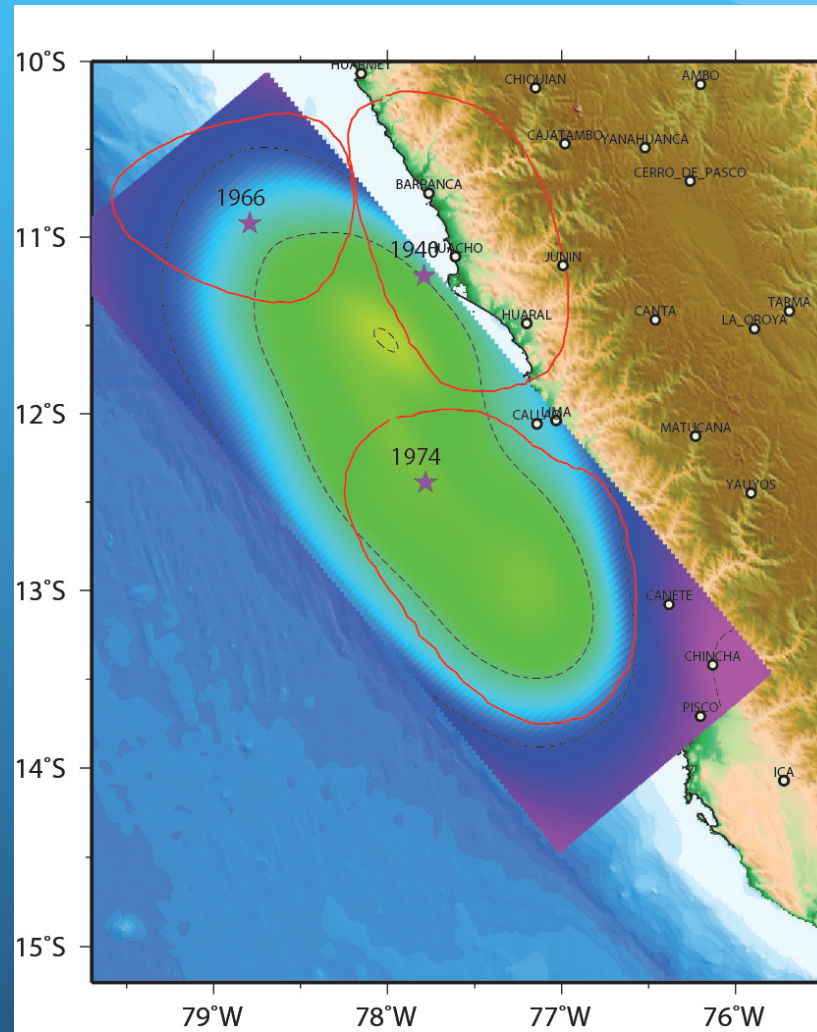 10°S
HUARMEY
CHIQUIAN
AMBO
CAJATAMBO
YANAHUANCA
CERRO_DE_PASCO
BARRANCA
1966
11°S
1940
HUACHO
JUNIN
HUARAL
CANTA
TARMA
LA_OROYA
12°S
CALLAO
LIMA
MATUCANA
1974
YAUYOS
13°S
CANETE
CHINCHA
PISCO
14°S
ICA
15°S
79°W
78°W
77°W
76°W